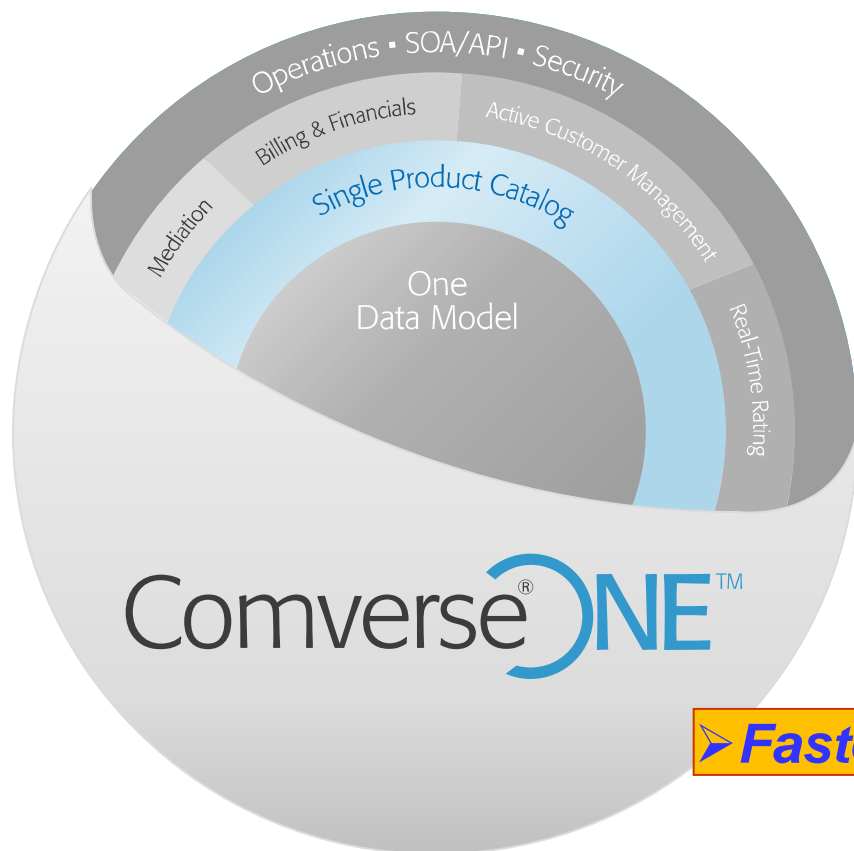 Operations ▪ SOA/API ▪ Security
Billing & Financials
Active Customer Management
Mediation
Single Product Catalog
One
Data Model
Real-Time Rating
Comverse®ONE™